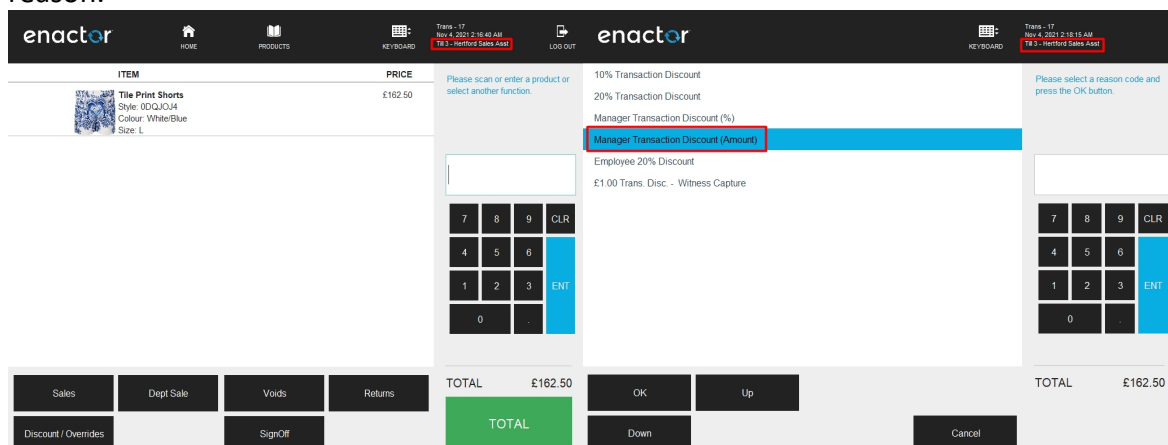 reason.
enactor
HOME
PRODUCTS
KEYBOARD
Trans - 17
Nov 4, 2021 2:16:40 AM
Till 3 - Hertford Sales Asst
LOG OUT
ITEM
PRICE
Tile Print Shorts
£162.50
Style: 0DQJOJ4
Colour: White/Blue
Size: L
Please scan or enter a product or
select another function.
7 8 9 CLR
4 5 6
1 2 3 ENT
0 .
TOTAL £162.50
Sales
Dept Sale
Voids
Returns
TOTAL
Discount / Overrides
SignOff
enactor
KEYBOARD
Trans - 17
Nov 4, 2021 2:18:15 AM
Till 3 - Hertford Sales Asst
10% Transaction Discount
20% Transaction Discount
Manager Transaction Discount (%)
Manager Transaction Discount (Amount)
Employee 20% Discount
£1.00 Trans. Disc. - Witness Capture
Please select a reason code and
press the OK button.
7 8 9 CLR
4 5 6
1 2 3 ENT
0 .
TOTAL £162.50
OK
Up
Down
Cancel